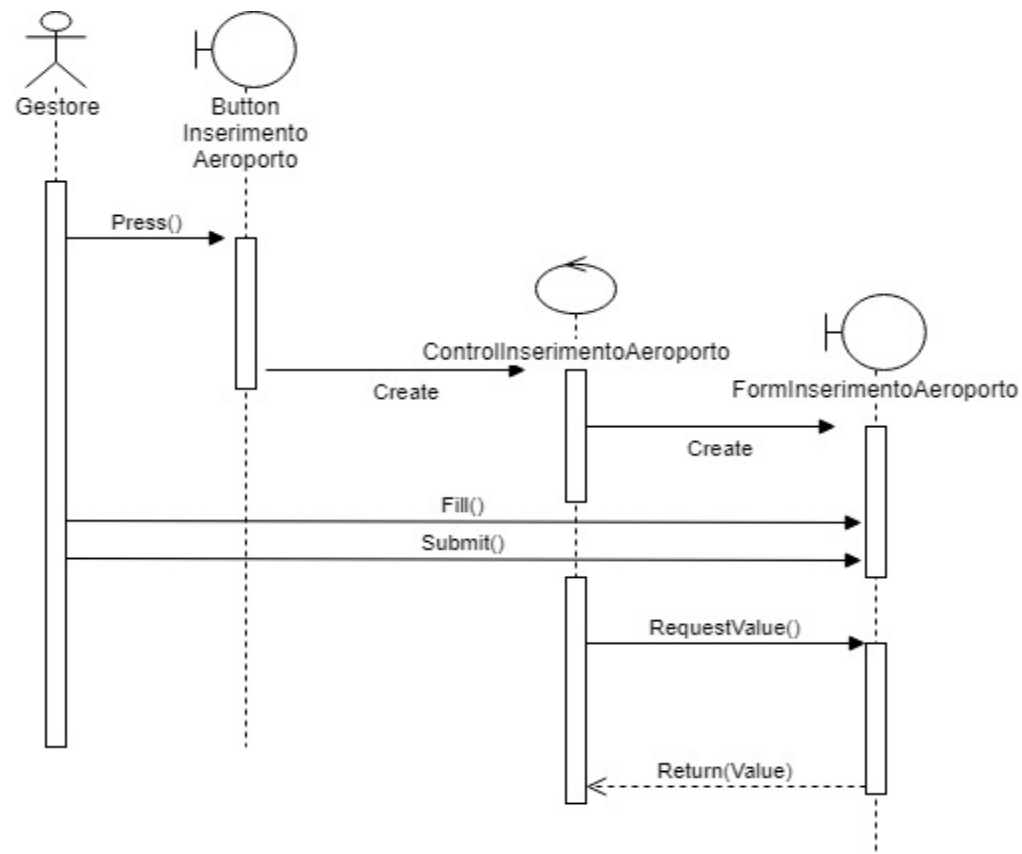 Gestore
Button
Inserimento
Aeroporto
Press()
ControlInserimentoAeroporto
Create
FormInserimentoAeroporto
Create
Fill()
Submit()
RequestValue()
Return(Value)